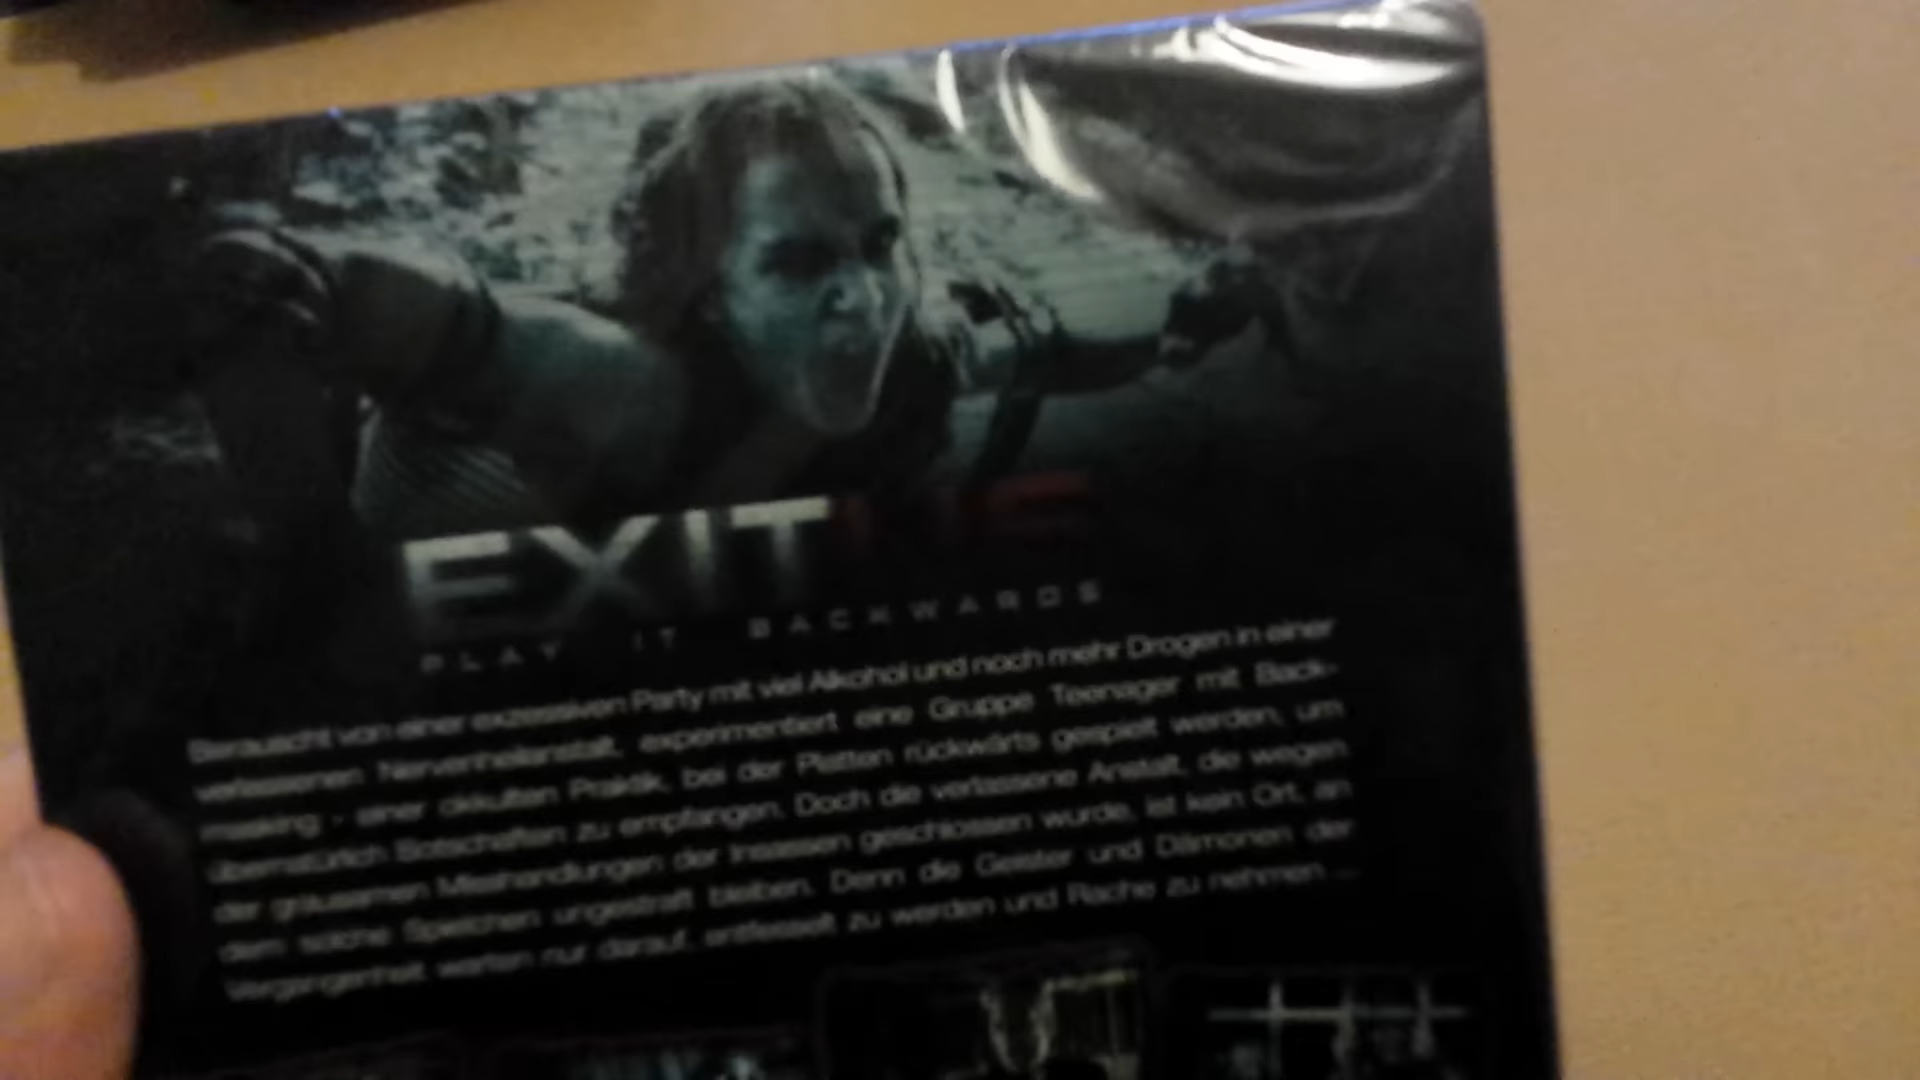 EXITUS
PLAY IT BACKWARDS
Berauscht von einer exzessiven Party mit viel Alkohol und noch mehr Drogen in einer
verlassenen Nervenheilanstalt, experimentiert eine Gruppe Teenager mit Back-
masking - einer okkulten Praktik, bei der Platten rückwärts gespielt werden, um
übernatürlich Botschaften zu empfangen. Doch die verlassene Anstalt, die wegen
der grausamen Misshandlungen der Insassen geschlossen wurde, ist kein Ort, an
dem solche Spielchen ungestraft bleiben. Denn die Geister und Dämonen der
Vergangenheit warten nur darauf, entfesselt zu werden und Rache zu nehmen ...